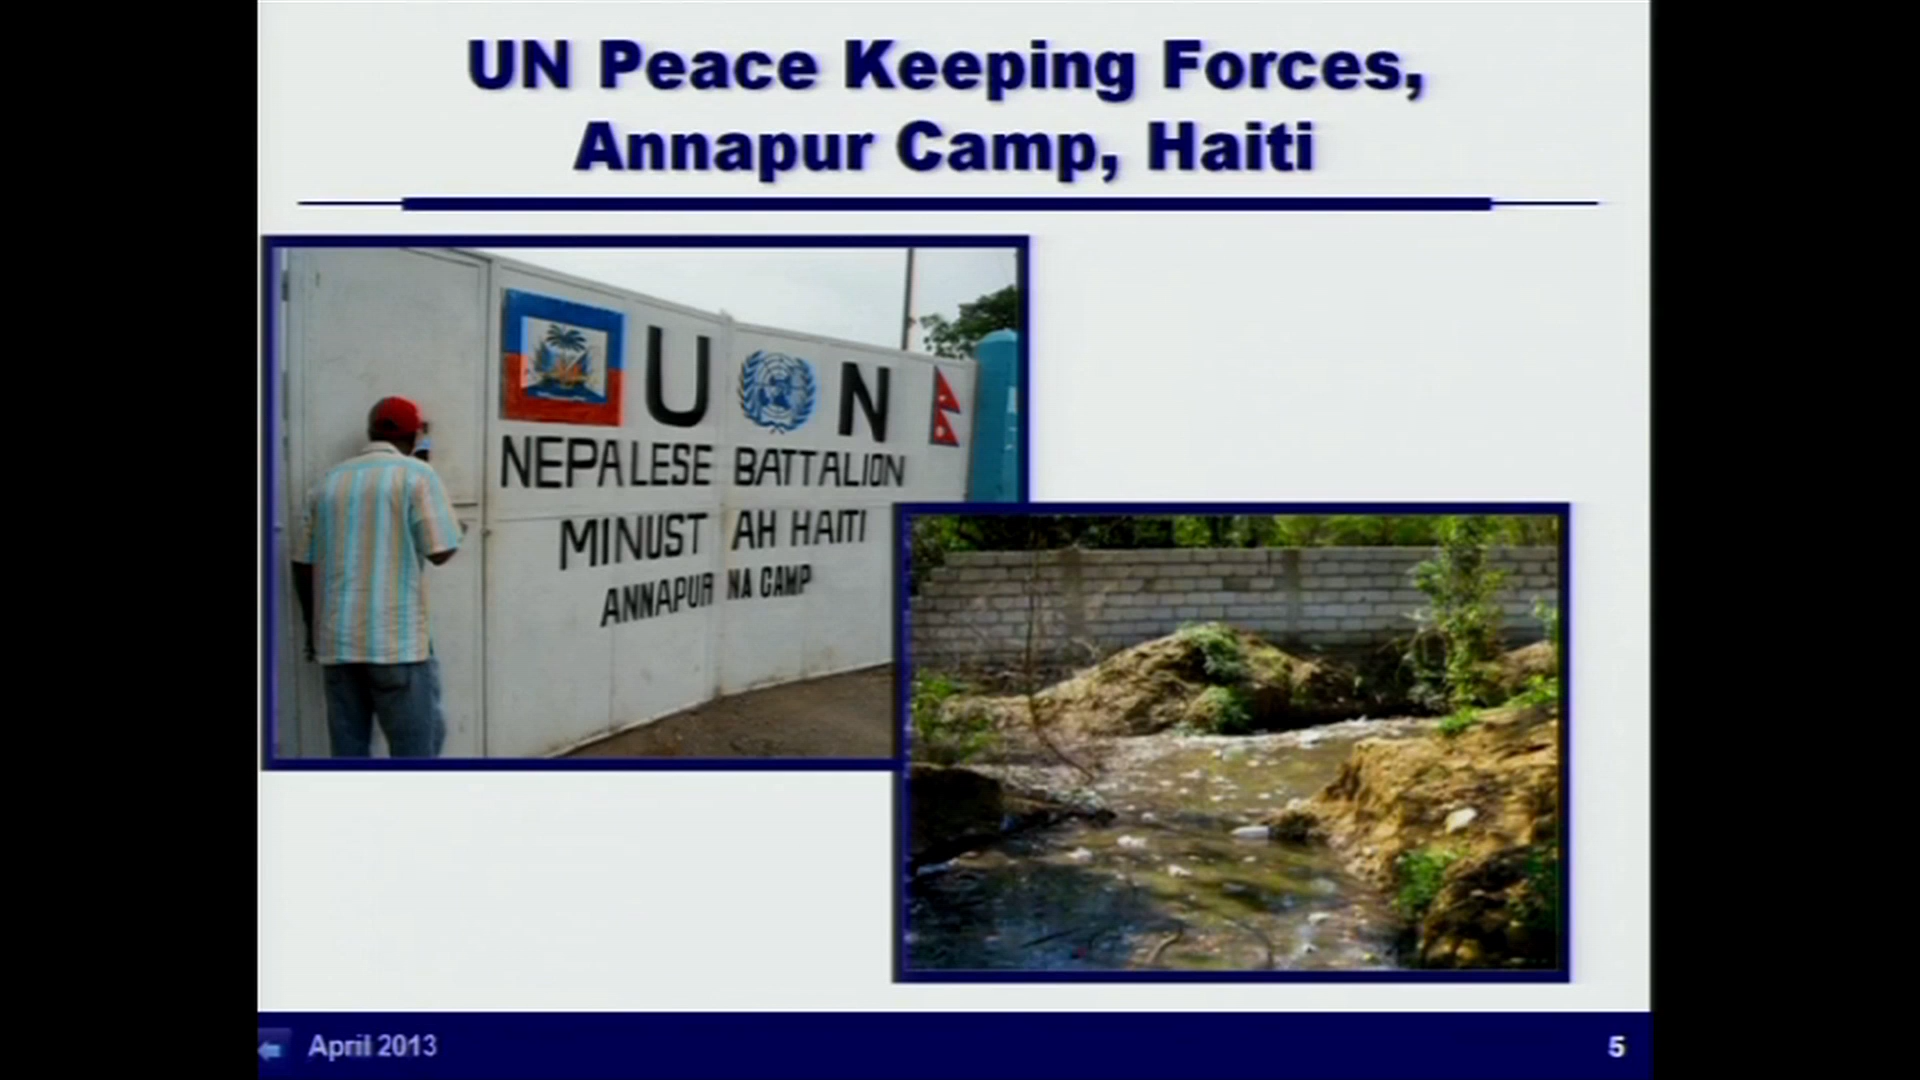 UN Peace Keeping Forces,
Annapur Camp, Haiti
U N
NEPALESE BATTALION
MINUST AH HAITI
ANNAPUR NA CAMP
April 2013
5